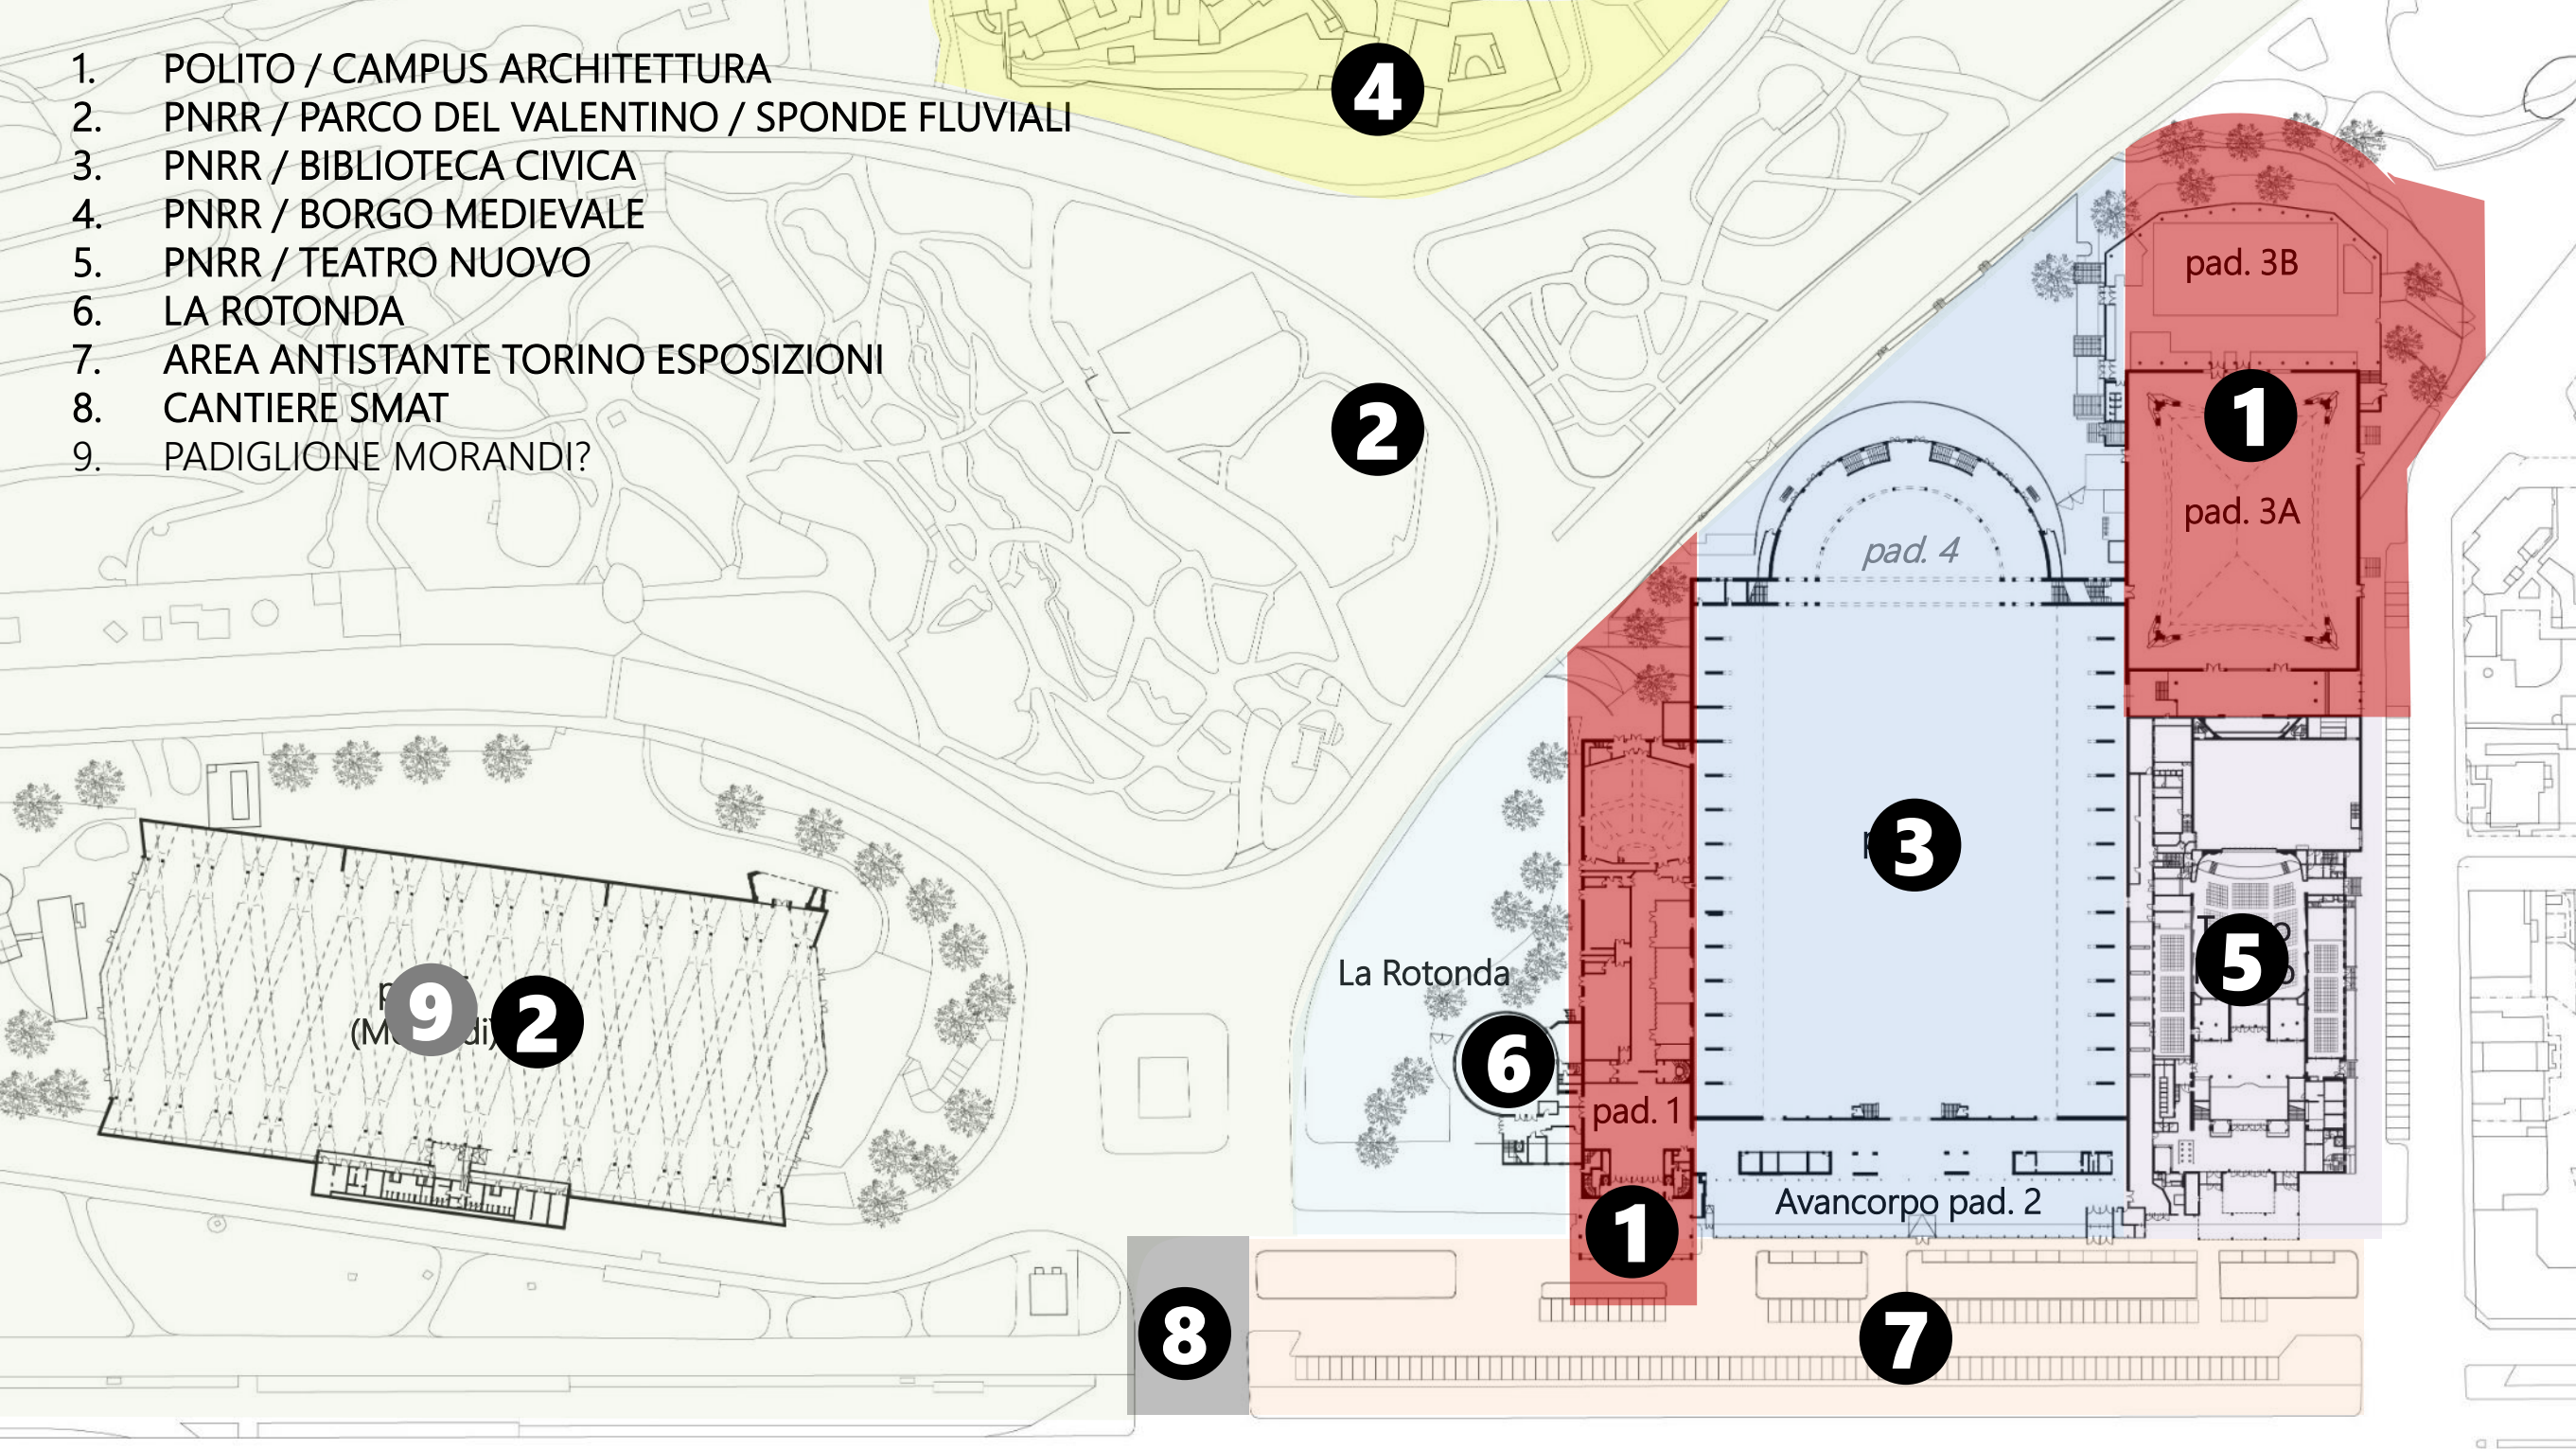 1. POLITO / CAMPUS ARCHITETTURA
2. PNRR / PARCO DEL VALENTINO / SPONDE FLUVIALI
3. PNRR / BIBLIOTECA CIVICA
4. PNRR / BORGO MEDIEVALE
5. PNRR / TEATRO NUOVO
6. LA ROTONDA
7. AREA ANTISTANTE TORINO ESPOSIZIONI
8. CANTIERE SMAT
9. PADIGLIONE MORANDI?
4
pad. 3B
1
2
pad. 3A
pad. 4
3
5
La Rotonda
9
2
6
pad. 1
Avancorpo pad. 2
1
8
7